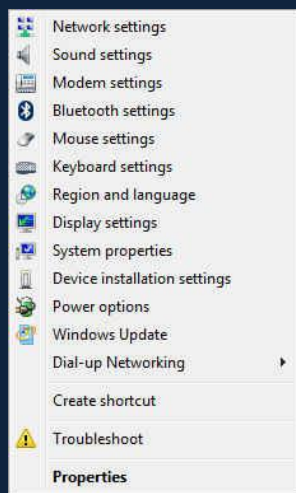 Network settings
Sound settings
Modem settings
Bluetooth settings
Mouse settings
Keyboard settings
Region and language
Display settings
System properties
Device installation settings
Power options
Windows Update
Dial-up Networking
Create shortcut
Troubleshoot
Properties